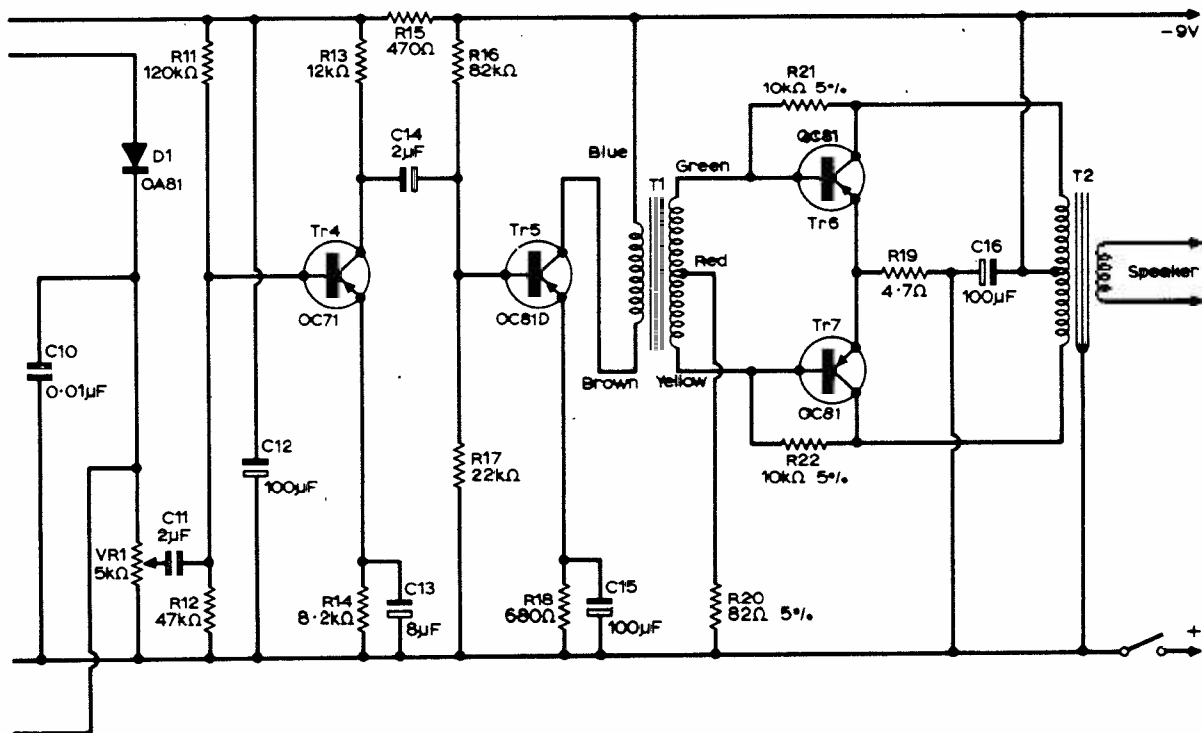 R11
120kΩ
R13
12kΩ
R15
470Ω
R16
82kΩ
-9V
R21
10kΩ 5%
D1
OA81
C14
2µF
Blue
T1
Green
OC81
Tr6
T2
Tr4
OC71
Tr5
OC81D
Red
R19
4·7Ω
C16
100µF
Speaker
Tr7
OC81
C10
0·01µF
Brown
Yellow
R22
10kΩ 5%
C12
100µF
R17
22kΩ
C11
2µF
VR1
5kΩ
R12
47kΩ
R14
8·2kΩ
C13
8µF
R18
680Ω
C15
100µF
R20
82Ω 5%
+